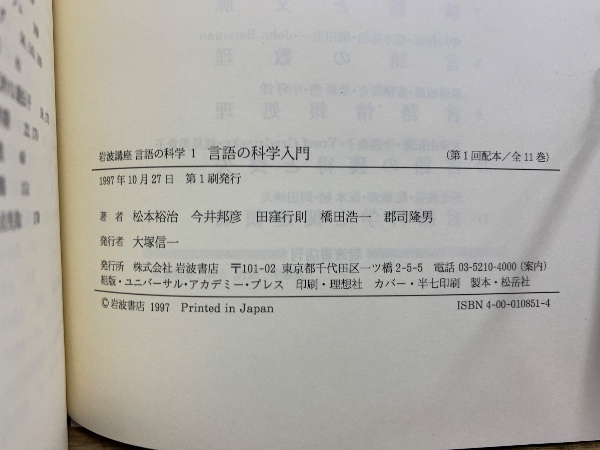 岩波講座 言語の科学 1 言語の科学入門 (第1回配本/全11巻)
1997年10月27日 第1刷発行
著者 松本裕治 今井邦彦 田窪行則 橋田浩一 郡司隆男
発行者 大塚信一
発行所 株式会社 岩波書店 〒101-02 東京都千代田区一ツ橋2-5-5 電話 03-5210-4000(案内)
組版・ユニバーサル・アカデミー・プレス 印刷・理想社 カバー・半七印刷 製本・松岳社
©岩波書店 1997 Printed in Japan ISBN4-00-010851-4